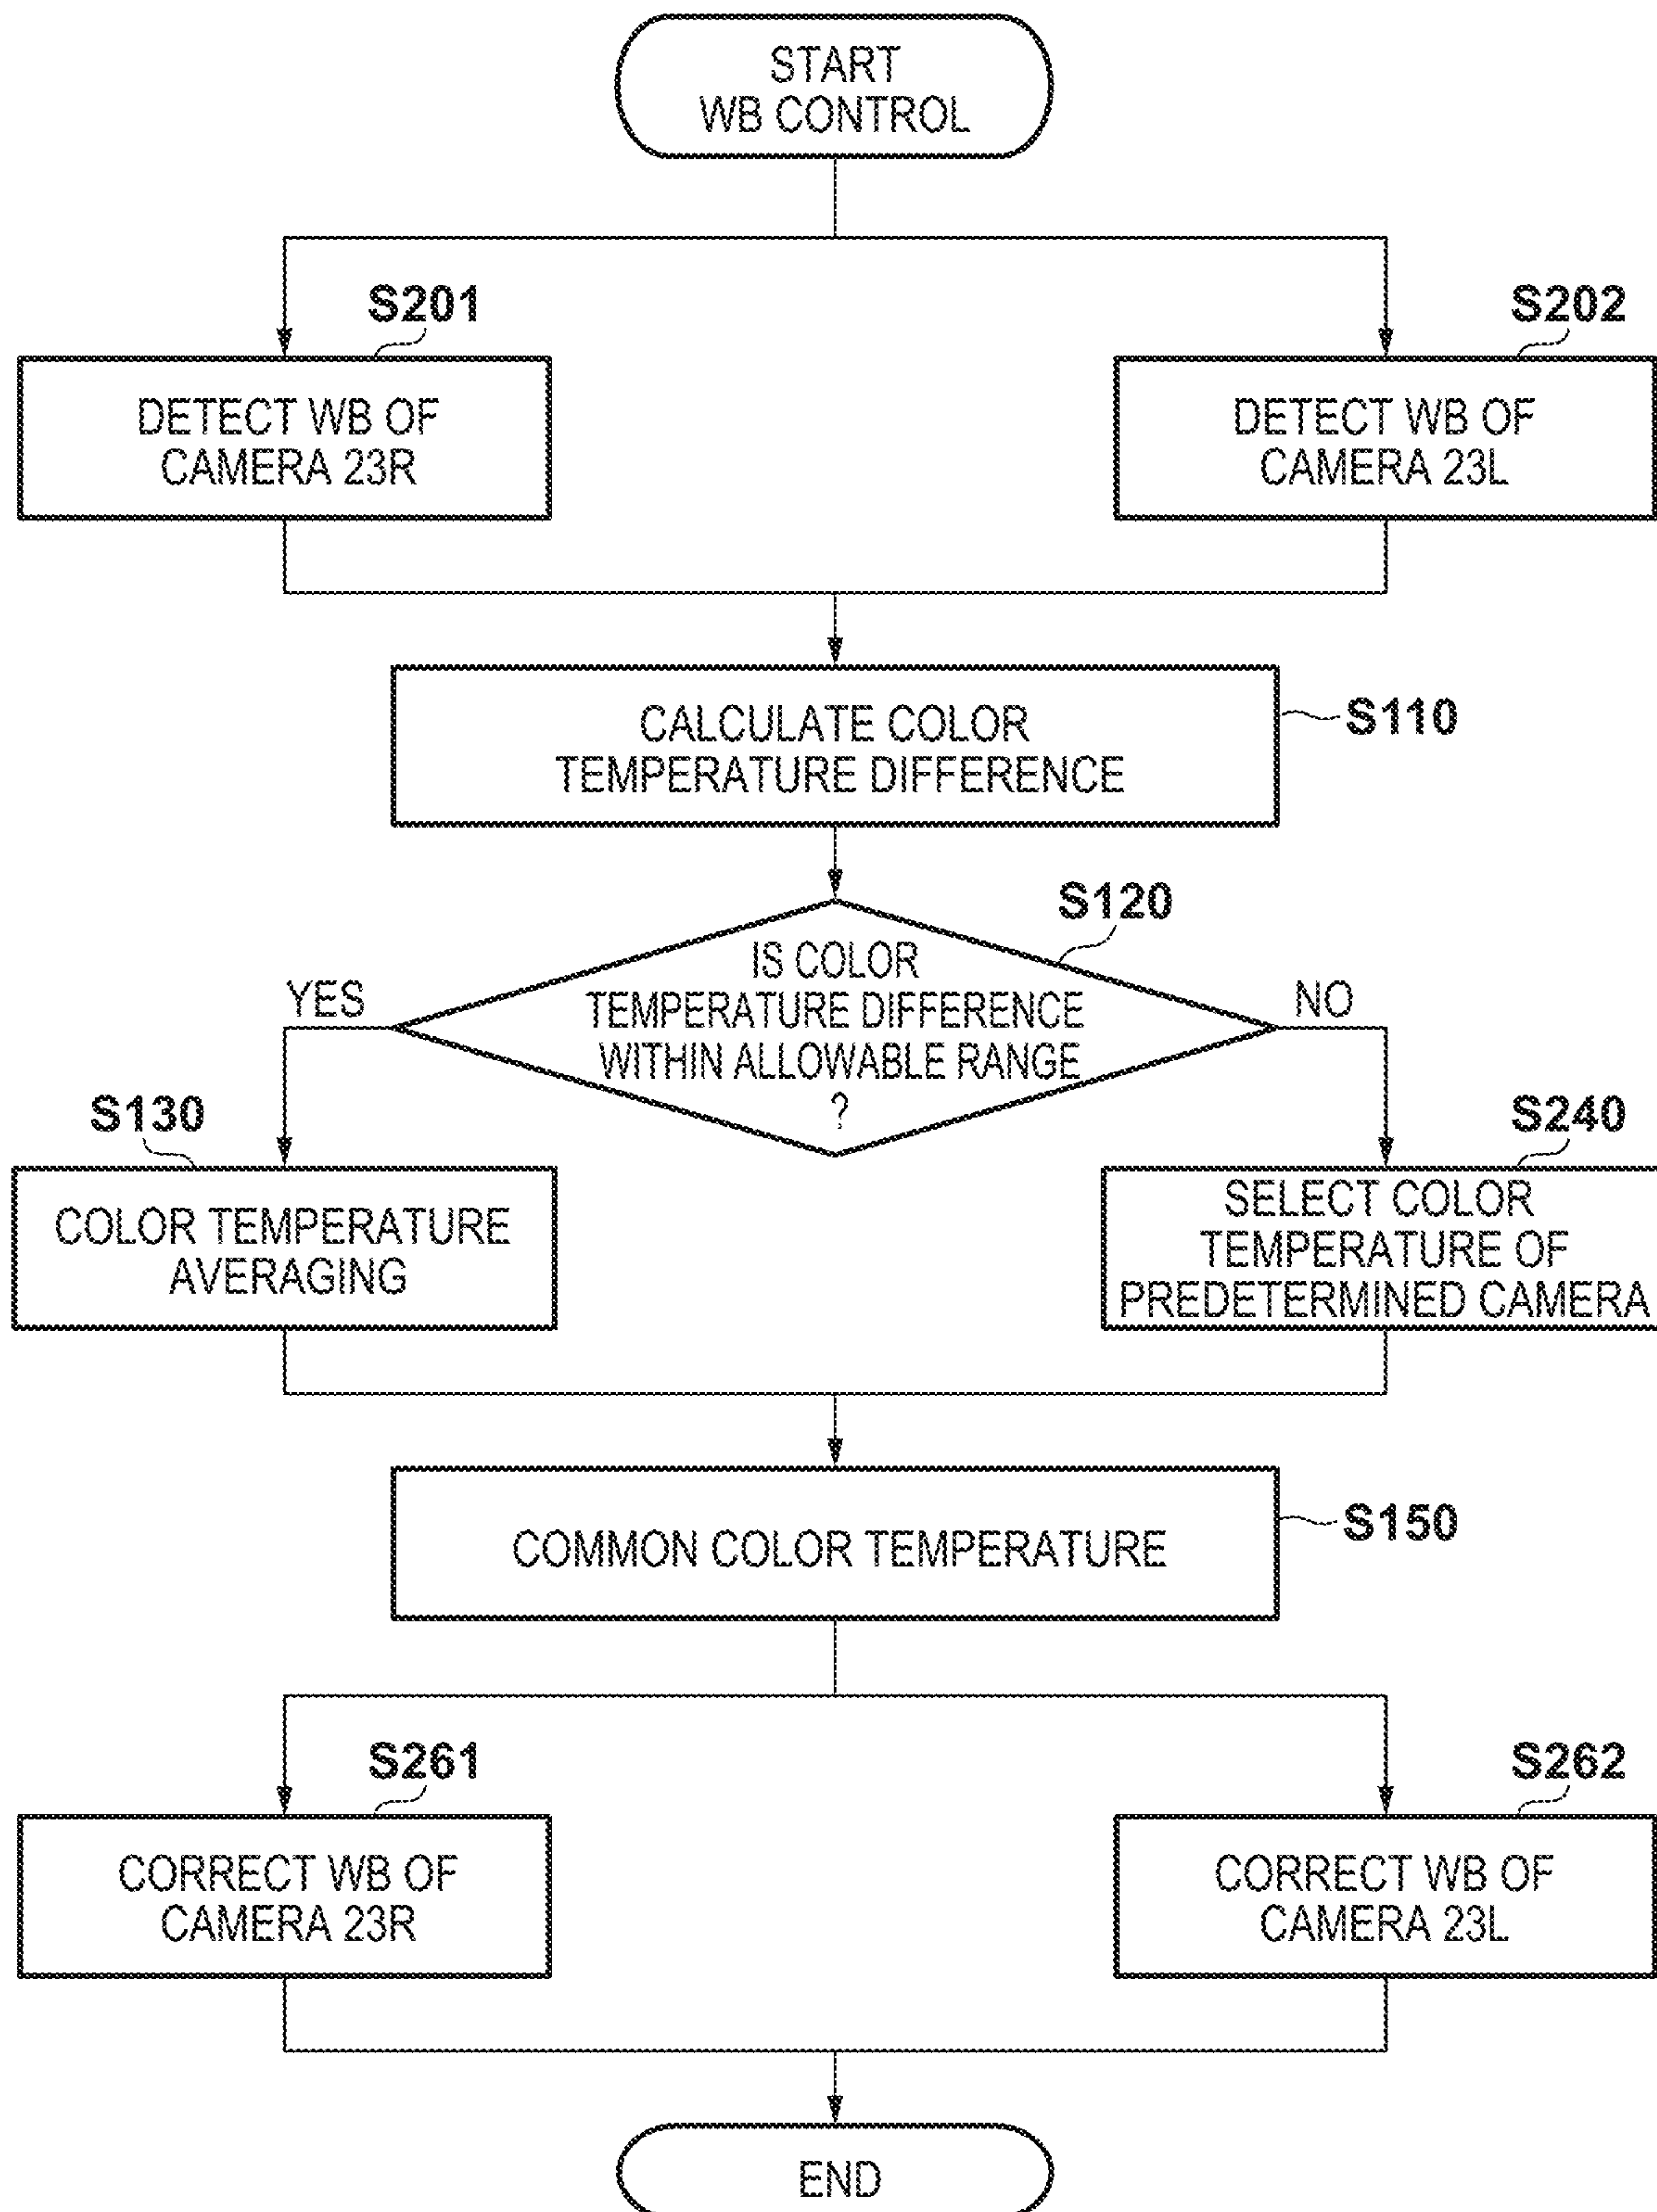 START
WB CONTROL
S201
S202
DETECT WB OF
CAMERA 23R
DETECT WB OF
CAMERA 23L
CALCULATE COLOR
TEMPERATURE DIFFERENCE
S110
S120
IS COLOR
TEMPERATURE DIFFERENCE
WITHIN ALLOWABLE RANGE
?
YES
NO
S130
S240
COLOR TEMPERATURE
AVERAGING
SELECT COLOR
TEMPERATURE OF
PREDETERMINED CAMERA
COMMON COLOR TEMPERATURE
S150
S261
S262
CORRECT WB OF
CAMERA 23R
CORRECT WB OF
CAMERA 23L
END